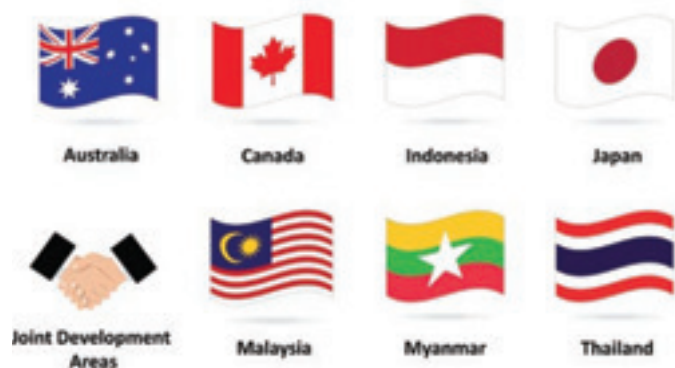 Australia
Canada
Indonesia
Japan
Joint Development
Areas
Malaysia
Myanmar
Thailand